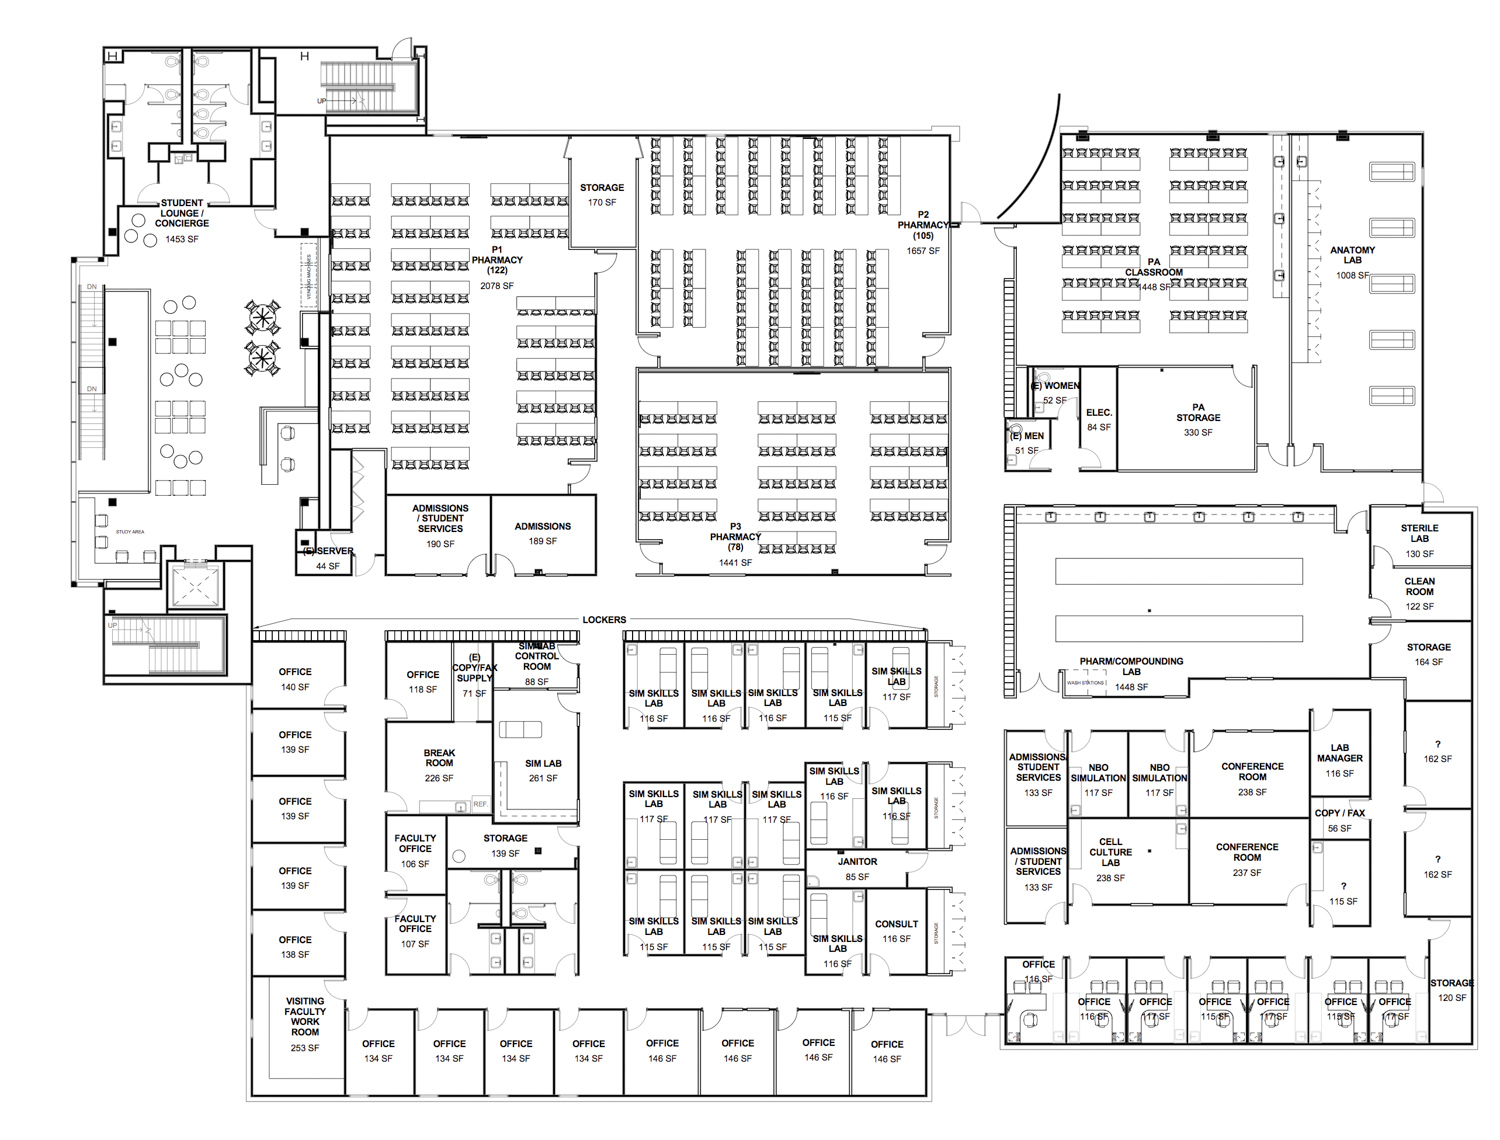 H
H
UP
STUDENT
LOUNGE /
CONCIERGE
1453 SF
VENDING MACHINES
DN
DN
STUDY AREA
UP
P1
PHARMACY
(122)
2078 SF
STORAGE
170 SF
P2
PHARMACY
(105)
1657 SF
P3
PHARMACY
(78)
1441 SF
ADMISSIONS
/ STUDENT
SERVICES
190 SF
ADMISSIONS
189 SF
(E) SERVER
44 SF
PA
CLASSROOM
1448 SF
ANATOMY
LAB
1008 SF
(E) WOMEN
52 SF
(E) MEN
51 SF
ELEC.
84 SF
PA
STORAGE
330 SF
STERILE
LAB
130 SF
CLEAN
ROOM
122 SF
STORAGE
164 SF
PHARM/COMPOUNDING
LAB
1448 SF
WASH STATIONS
LOCKERS
OFFICE
140 SF
OFFICE
139 SF
OFFICE
139 SF
OFFICE
139 SF
OFFICE
138 SF
VISITING
FACULTY
WORK
ROOM
253 SF
OFFICE
118 SF
(E)
COPY/FAX
SUPPLY
71 SF
SIM LAB
CONTROL
ROOM
88 SF
BREAK
ROOM
226 SF
REF.
SIM LAB
261 SF
STORAGE
139 SF
FACULTY
OFFICE
106 SF
FACULTY
OFFICE
107 SF
SIM SKILLS
LAB
116 SF
SIM SKILLS
LAB
116 SF
SIM SKILLS
LAB
116 SF
SIM SKILLS
LAB
115 SF
SIM SKILLS
LAB
117 SF
STORAGE
SIM SKILLS
LAB
117 SF
SIM SKILLS
LAB
117 SF
SIM SKILLS
LAB
117 SF
SIM SKILLS
LAB
116 SF
SIM SKILLS
LAB
116 SF
STORAGE
JANITOR
85 SF
SIM SKILLS
LAB
115 SF
SIM SKILLS
LAB
115 SF
SIM SKILLS
LAB
115 SF
SIM SKILLS
LAB
116 SF
CONSULT
116 SF
STORAGE
OFFICE
134 SF
OFFICE
134 SF
OFFICE
134 SF
OFFICE
134 SF
OFFICE
146 SF
OFFICE
146 SF
OFFICE
146 SF
OFFICE
146 SF
ADMISSIONS/
STUDENT
SERVICES
133 SF
NBO
SIMULATION
117 SF
NBO
SIMULATION
117 SF
CONFERENCE
ROOM
238 SF
LAB
MANAGER
116 SF
?
162 SF
COPY / FAX
56 SF
ADMISSIONS
/ STUDENT
SERVICES
133 SF
CELL
CULTURE
LAB
238 SF
CONFERENCE
ROOM
237 SF
?
115 SF
?
162 SF
OFFICE
116 SF
OFFICE
116 SF
OFFICE
117 SF
OFFICE
115 SF
OFFICE
117 SF
OFFICE
115 SF
OFFICE
117 SF
STORAGE
120 SF